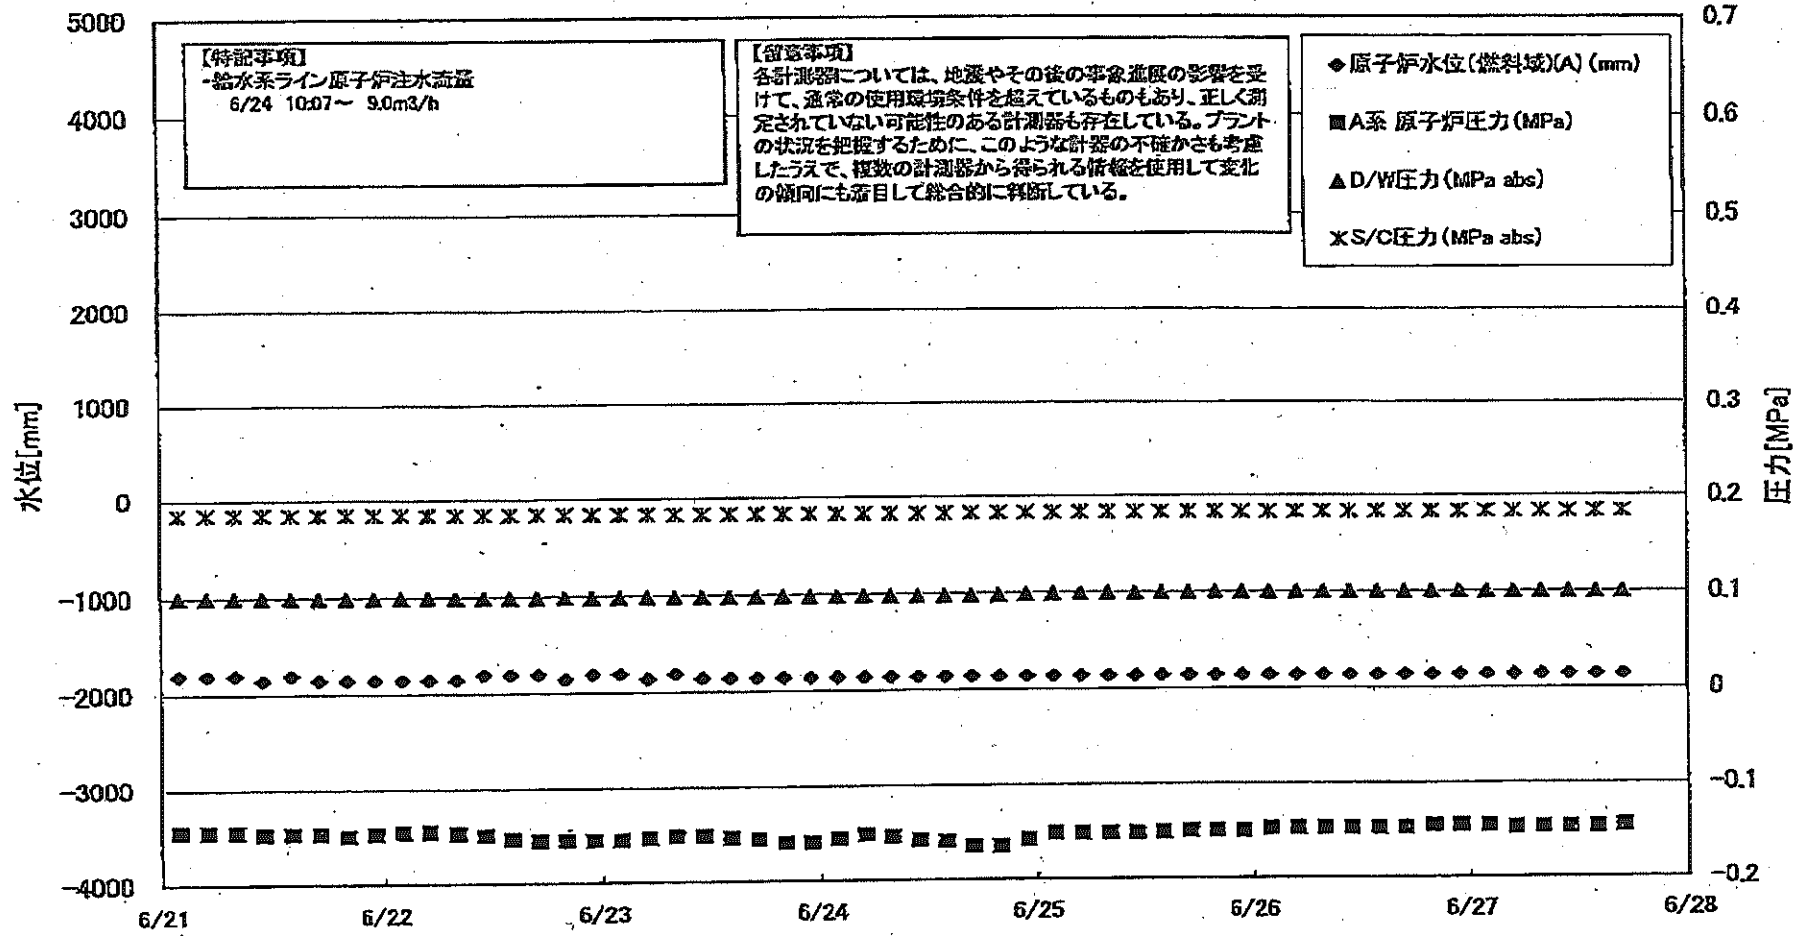 5000
4000
3000
2000
1000
0
-1000
-2000
-3000
-4000
水位[mm]
【特記事項】
・給水系ライン原子炉注水流量
6/24 10:07～ 9.0m3/h
【留意事項】
各計測器については、地震やその後の事象進展の影響を受
けて、通常の使用環境条件を超えているものもあり、正しく測
定されていない可能性のある計測器も存在している。プラント
の状況を把握するために、このような計器の不確かさも考慮
したうえで、複数の計測器から得られる情報を使用して変化
の傾向にも着目して総合的に判断している。
◆原子炉水位(燃料域)(A)(mm)
■A系 原子炉圧力(MPa)
▲D/W圧力(MPa abs)
S/C圧力(MPa abs)
0.7
0.6
0.5
0.4
0.3
0.2
0.1
0
-0.1
-0.2
圧力[MPa]
6/21
6/22
6/23
6/24
6/25
6/26
6/27
6/28